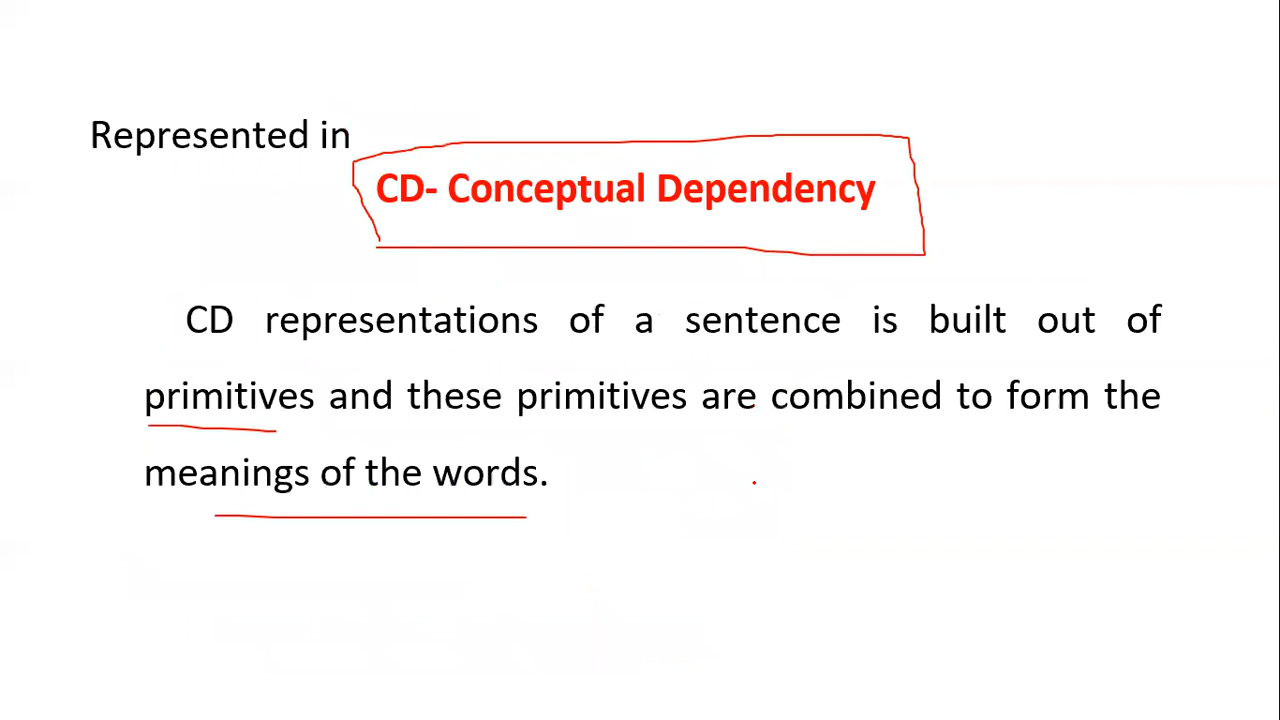 Represented in
CD- Conceptual Dependency
CD representations of a sentence is built out of
primitives and these primitives are combined to form the
meanings of the words.